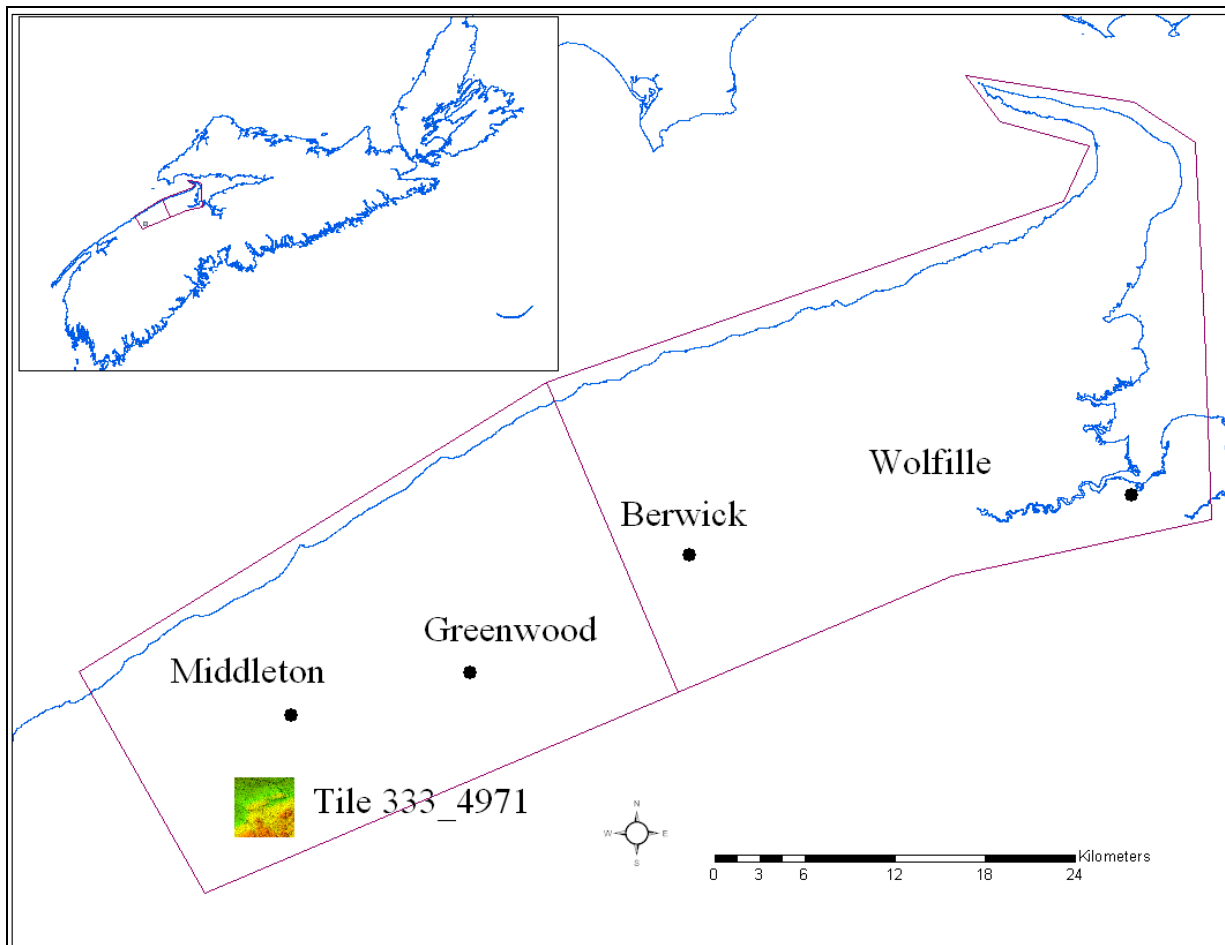 Wolfille
Berwick
Greenwood
Middleton
Tile 333_4971
N
W E
S
Kilometers
0 3 6 12 18 24